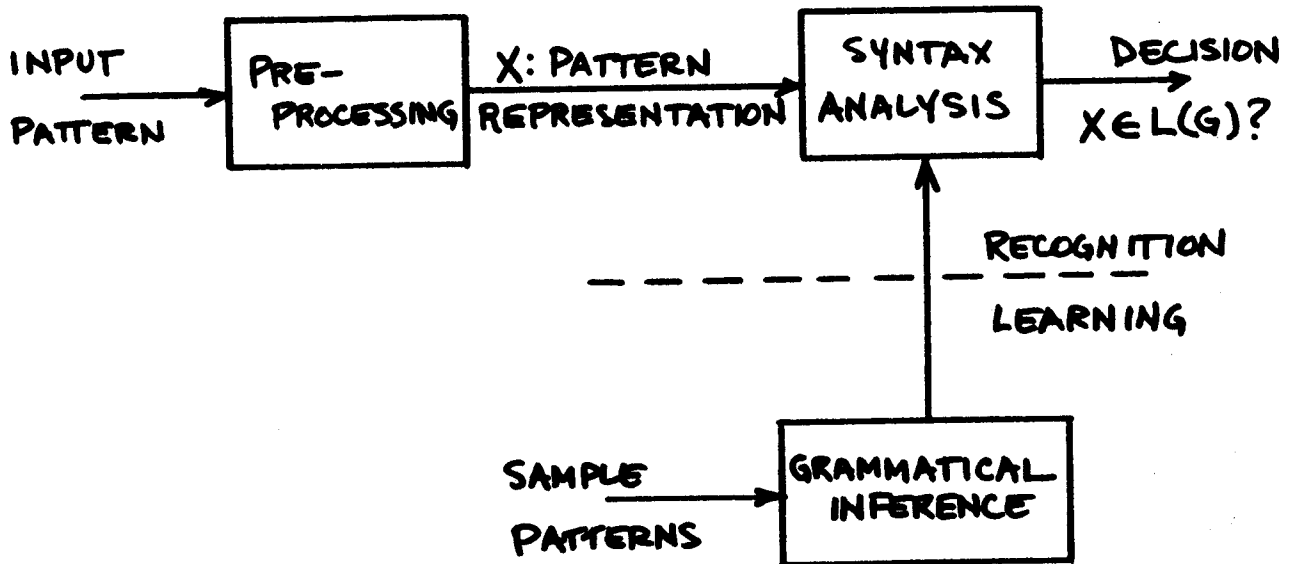 INPUT
PATTERN
PRE-
PROCESSING
X: PATTERN
REPRESENTATION
SYNTAX
ANALYSIS
DECISION
X ∈ L(G)?
RECOGNITION
LEARNING
SAMPLE
PATTERNS
GRAMMATICAL
INFERENCE